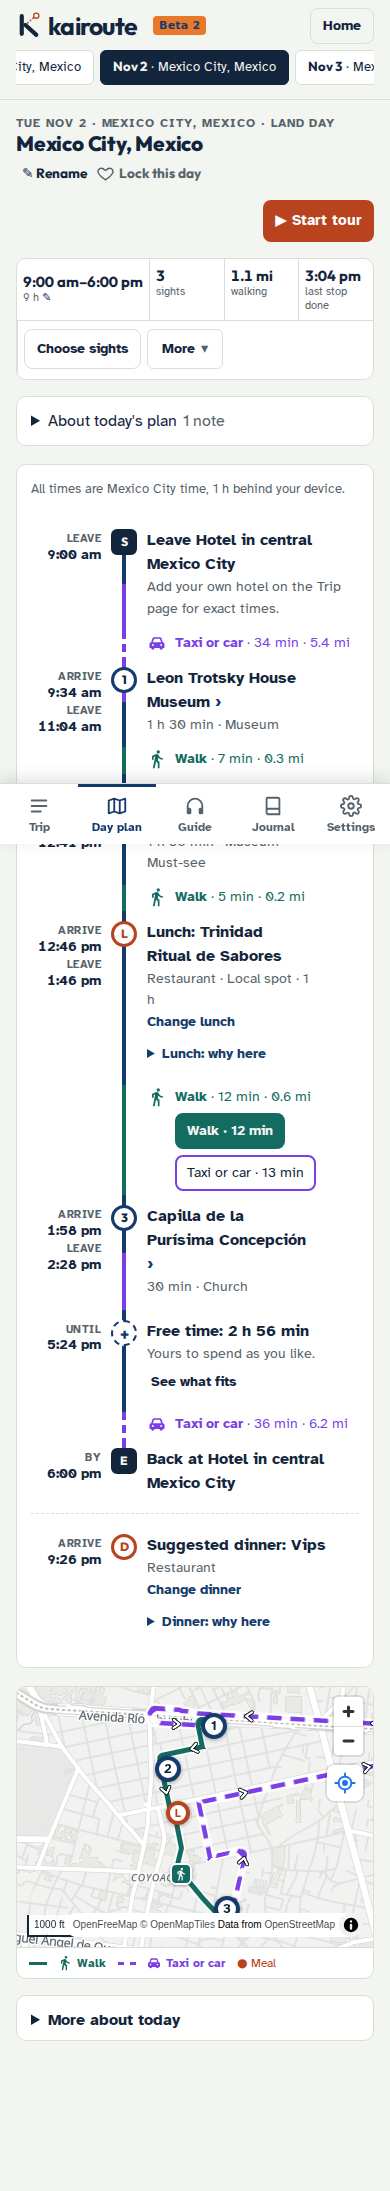 kairoute Beta 2 Home
ity, Mexico Nov 2 · Mexico City, Mexico Nov 3 · Mex
TUE NOV 2 · MEXICO CITY, MEXICO · LAND DAY
Mexico City, Mexico
✎ Rename Lock this day
▶ Start tour
9:00 am–6:00 pm 3 1.1 mi 3:04 pm
9 h ✎ sights walking last stop
done
Choose sights More ▼
▶ About today's plan 1 note
All times are Mexico City time, 1 h behind your device.
LEAVE
9:00 am
S
Leave Hotel in central
Mexico City
Add your own hotel on the Trip
page for exact times.
Taxi or car · 34 min · 5.4 mi
ARRIVE
9:34 am
LEAVE
11:04 am
1
Leon Trotsky House
Museum ›
1 h 30 min · Museum
Walk · 7 min · 0.3 mi
Trip Day plan Guide Journal Settings
12:41 pm
1 h 30 min · Museum ·
Must-see
Walk · 5 min · 0.2 mi
ARRIVE
12:46 pm
LEAVE
1:46 pm
L
Lunch: Trinidad
Ritual de Sabores
Restaurant · Local spot · 1
h
Change lunch
▶ Lunch: why here
Walk · 12 min · 0.6 mi
Walk · 12 min
Taxi or car · 13 min
ARRIVE
1:58 pm
LEAVE
2:28 pm
3
Capilla de la
Purísima Concepción
›
30 min · Church
UNTIL
5:24 pm
+
Free time: 2 h 56 min
Yours to spend as you like.
See what fits
Taxi or car · 36 min · 6.2 mi
BY
6:00 pm
E
Back at Hotel in central
Mexico City
ARRIVE
9:26 pm
D
Suggested dinner: Vips
Restaurant
Change dinner
▶ Dinner: why here
Avenida Río
1
2
L
COYOA
3
+
−
1000 ft OpenFreeMap © OpenMapTiles Data from OpenStreetMap
guel Ángel de Qu
Walk Taxi or car Meal
▶ More about today